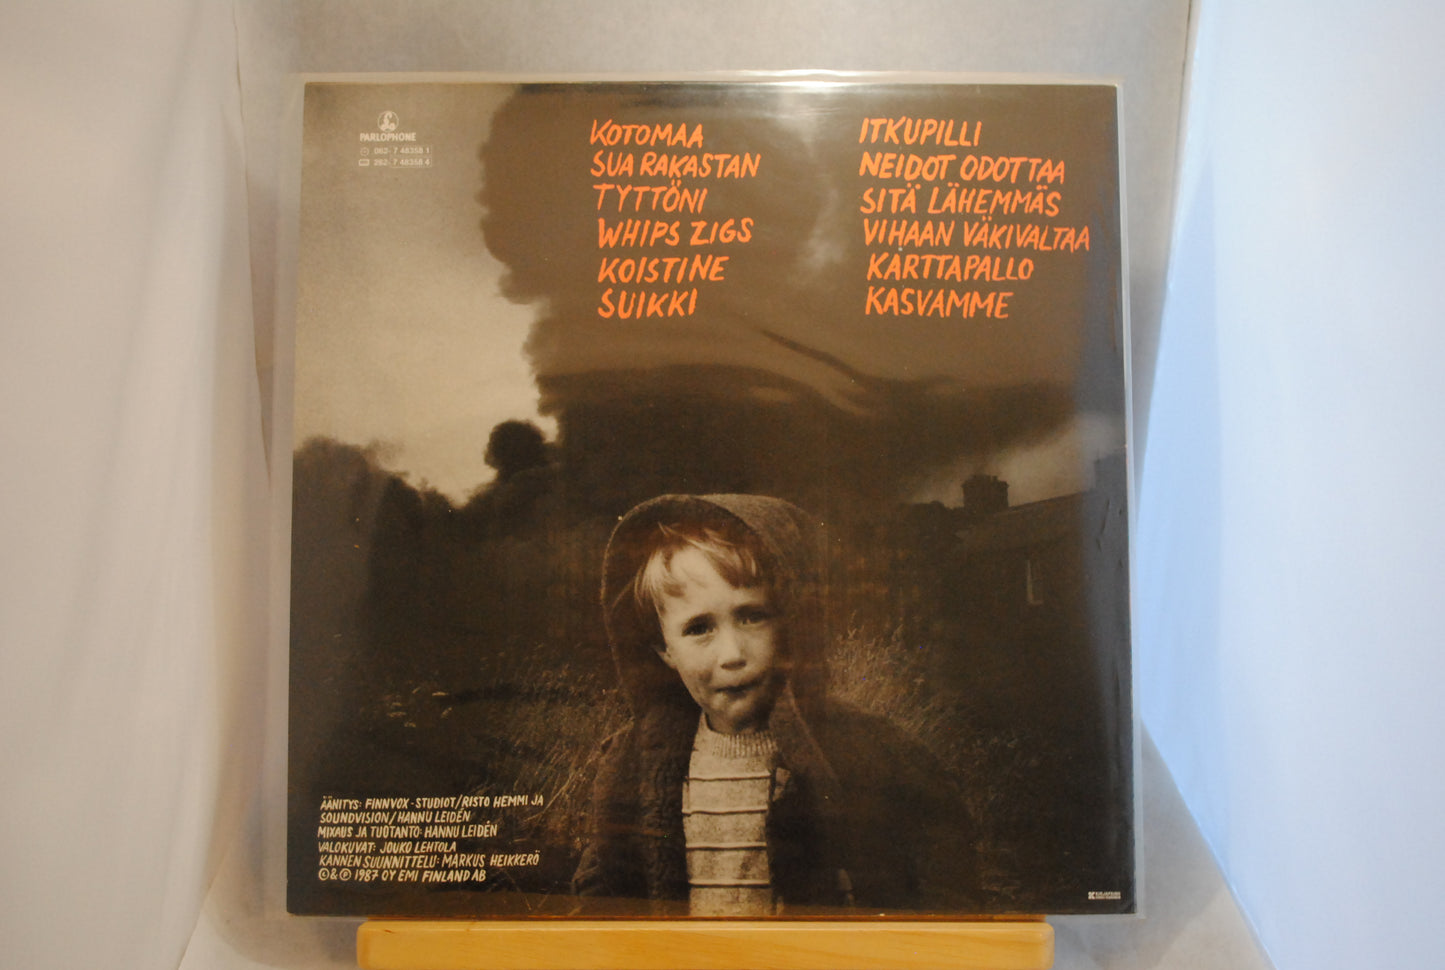 PARLOPHONE
062-7 48358 1
262-7 48358 4
KOTOMAA
SUA RAKASTAN
TYTTÖNI
WHIPS ZIGS
KOISTINE
SUIKKI
ITKUPILLI
NEIDOT ODOTTAA
SITÄ LÄHEMMÄS
VIHAAN VÄKIVALTAA
KARTTAPALLO
KASVAMME
ÄÄNITYS: FINNVOX-STUDIOT/RISTO HEMMI JA
SOUNDVISION/HANNU LEIDÉN
MIXAUS JA TUOTANTO: HANNU LEIDÉN
VALOKUVAT: JOUKO LEHTOLA
KANNEN SUUNNITTELU: MARKUS HEIKKERÖ
©&℗ 1987 OY EMI FINLAND AB